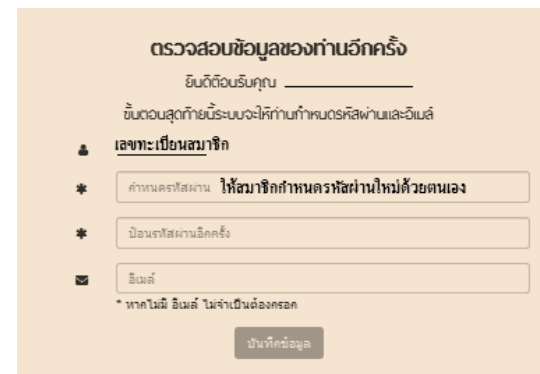 ตรวจสอบข้อมูลของท่านอีกครั้ง
ยินดีต้อนรับคุณ
ขั้นตอนสุดท้ายนี้ระบบจะให้ท่านกำหนดรหัสผ่านและอีเมล์
เลขทะเบียนสมาชิก
กำหนดรหัสผ่าน ให้สมาชิกกำหนดรหัสผ่านใหม่ด้วยตนเอง
ป้อนรหัสผ่านอีกครั้ง
อีเมล์
* หากไม่มี อีเมล์ ไม่จำเป็นต้องกรอก
บันทึกข้อมูล